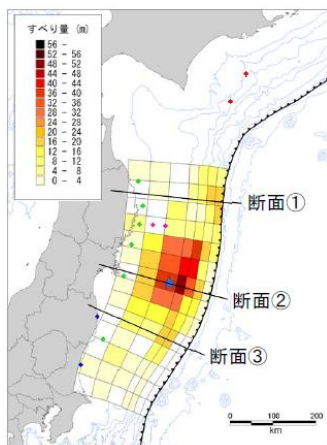 すべり量 (m)
56 -
52 - 56
48 - 52
44 - 48
40 - 44
36 - 40
32 - 36
28 - 32
24 - 28
20 - 24
16 - 20
12 - 16
8 - 12
4 - 8
0 - 4
断面①
断面②
断面③
0 100 200
km